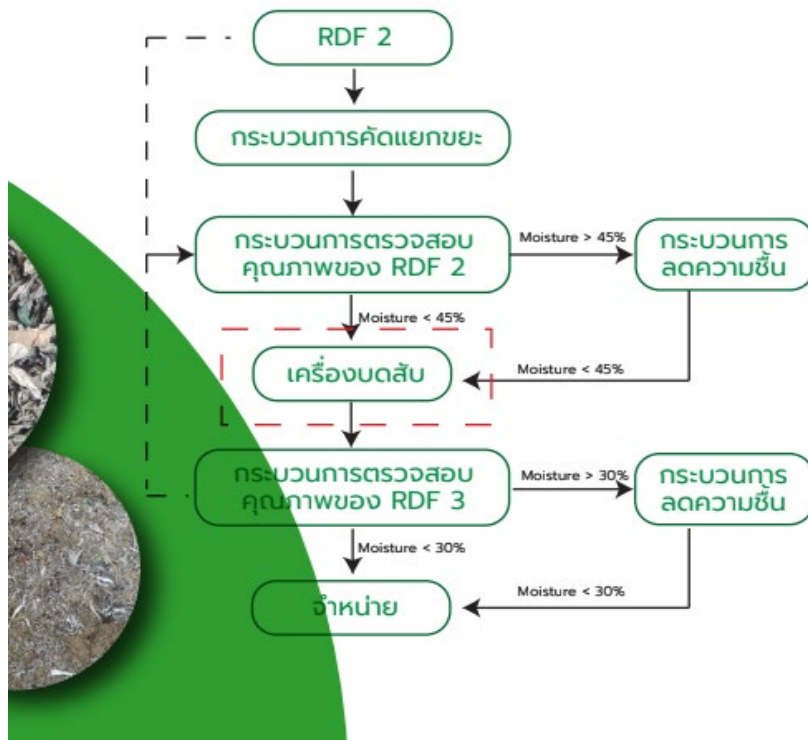 RDF 2
กระบวนการคัดแยกขยะ
กระบวนการตรวจสอบ
คุณภาพของ RDF 2
Moisture > 45%
กระบวนการ
ลดความชื้น
Moisture < 45%
เครื่องบดสับ
Moisture < 45%
กระบวนการตรวจสอบ
คุณภาพของ RDF 3
Moisture > 30%
กระบวนการ
ลดความชื้น
Moisture < 30%
จำหน่าย
Moisture < 30%